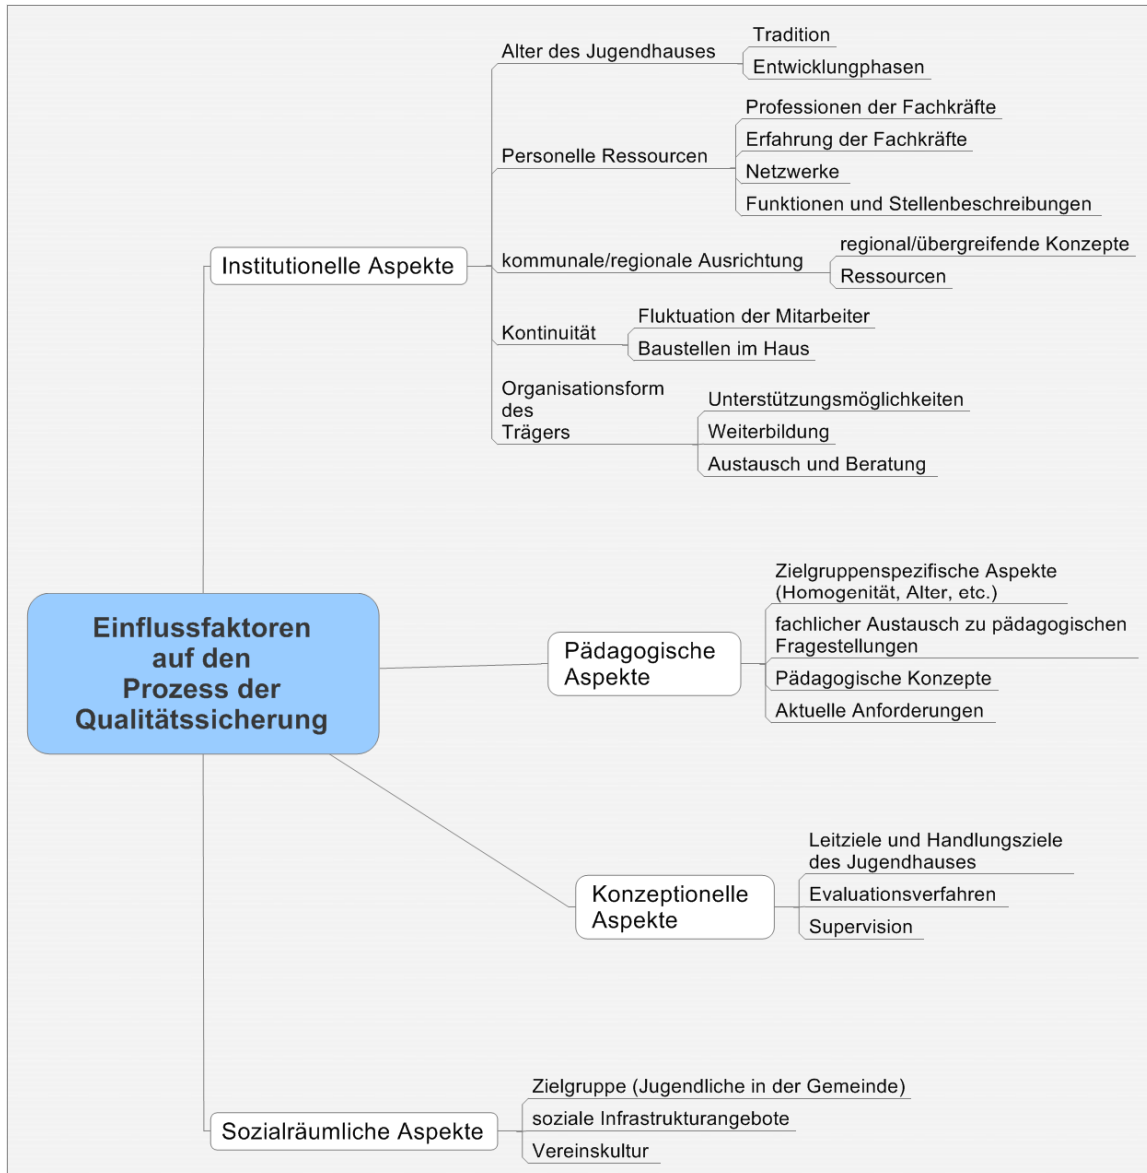 Einflussfaktoren
auf den
Prozess der
Qualitätssicherung
Institutionelle Aspekte
Alter des Jugendhauses
Tradition
Entwicklungphasen
Personelle Ressourcen
Professionen der Fachkräfte
Erfahrung der Fachkräfte
Netzwerke
Funktionen und Stellenbeschreibungen
kommunale/regionale Ausrichtung
regional/übergreifende Konzepte
Ressourcen
Kontinuität
Fluktuation der Mitarbeiter
Baustellen im Haus
Organisationsform
des
Trägers
Unterstützungsmöglichkeiten
Weiterbildung
Austausch und Beratung
Pädagogische
Aspekte
Zielgruppenspezifische Aspekte
(Homogenität, Alter, etc.)
fachlicher Austausch zu pädagogischen
Fragestellungen
Pädagogische Konzepte
Aktuelle Anforderungen
Konzeptionelle
Aspekte
Leitziele und Handlungsziele
des Jugendhauses
Evaluationsverfahren
Supervision
Sozialräumliche Aspekte
Zielgruppe (Jugendliche in der Gemeinde)
soziale Infrastrukturangebote
Vereinskultur